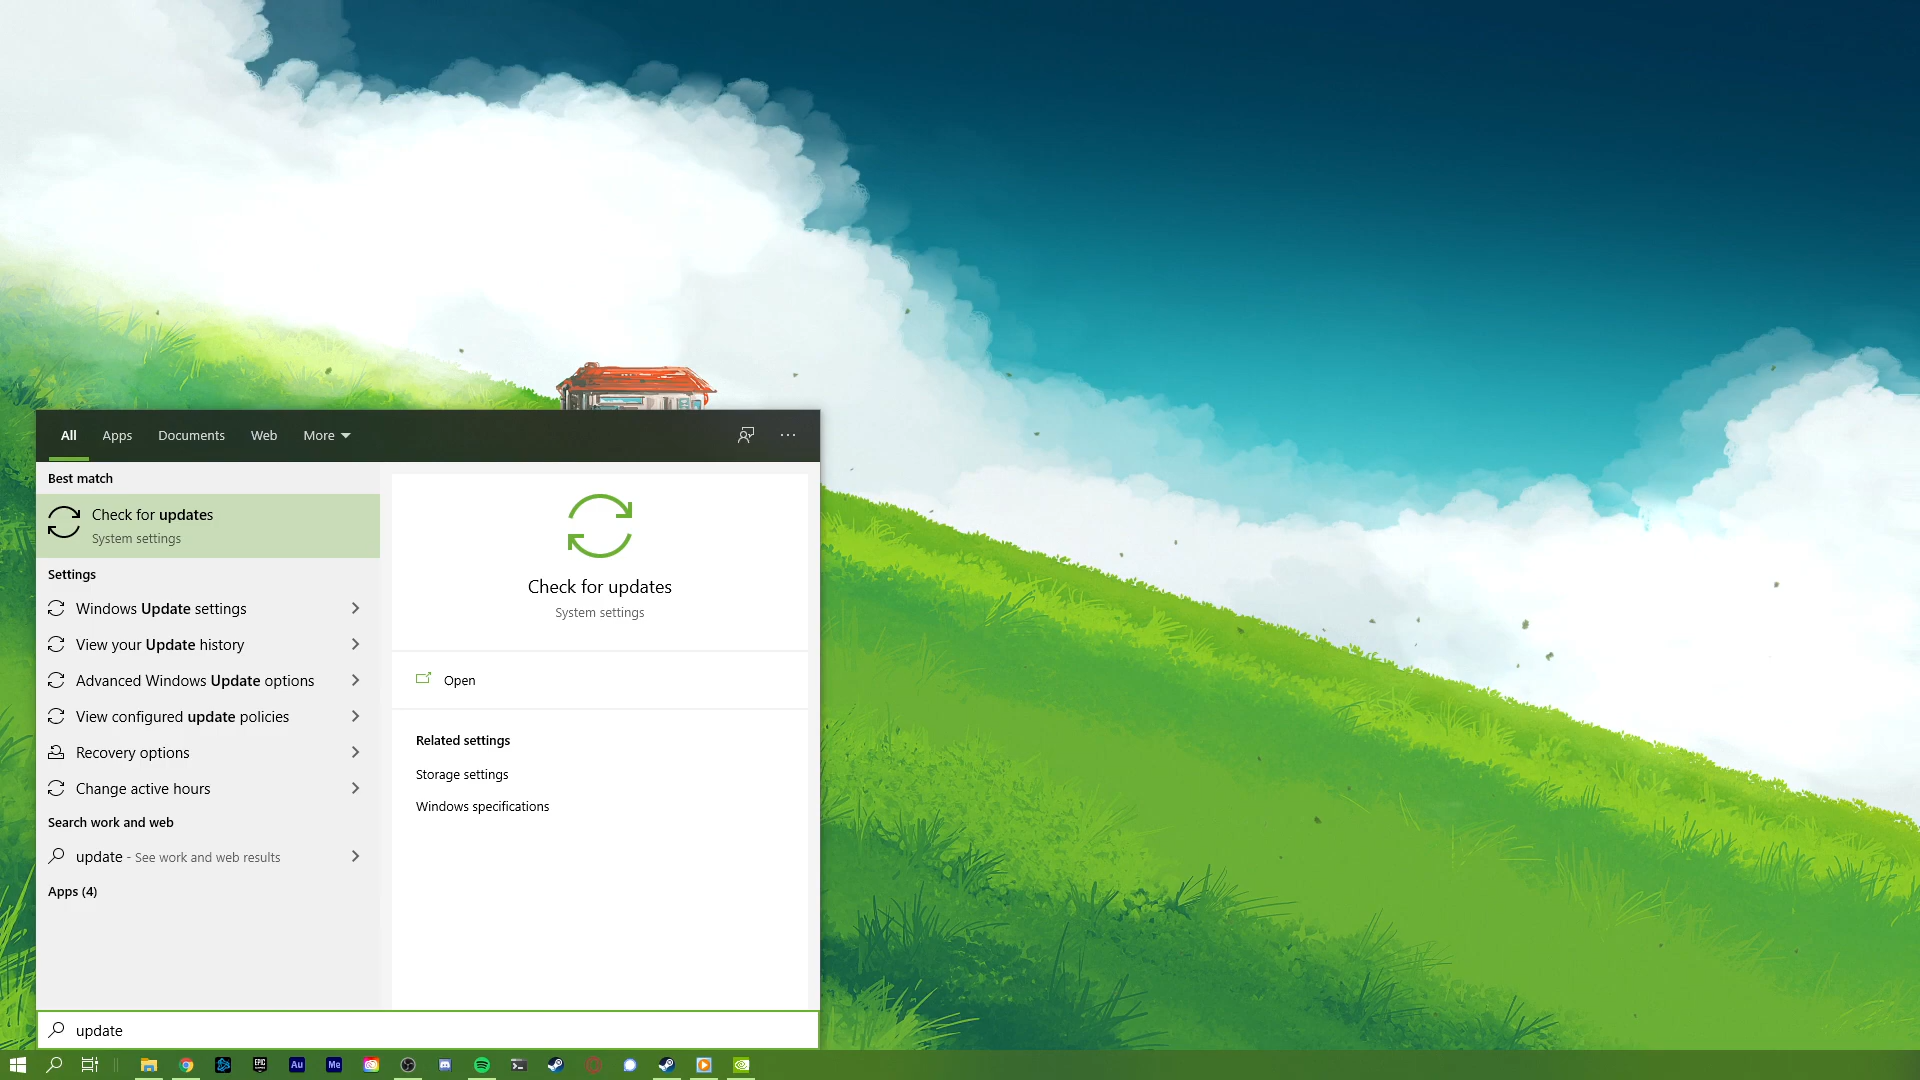 All Apps Documents Web More
Best match
Check for updates
System settings
Settings
Windows Update settings
View your Update history
Advanced Windows Update options
View configured update policies
Recovery options
Change active hours
Search work and web
update - See work and web results
Apps (4)
Check for updates
System settings
Open
Related settings
Storage settings
Windows specifications
update
EPIC
Au
Me